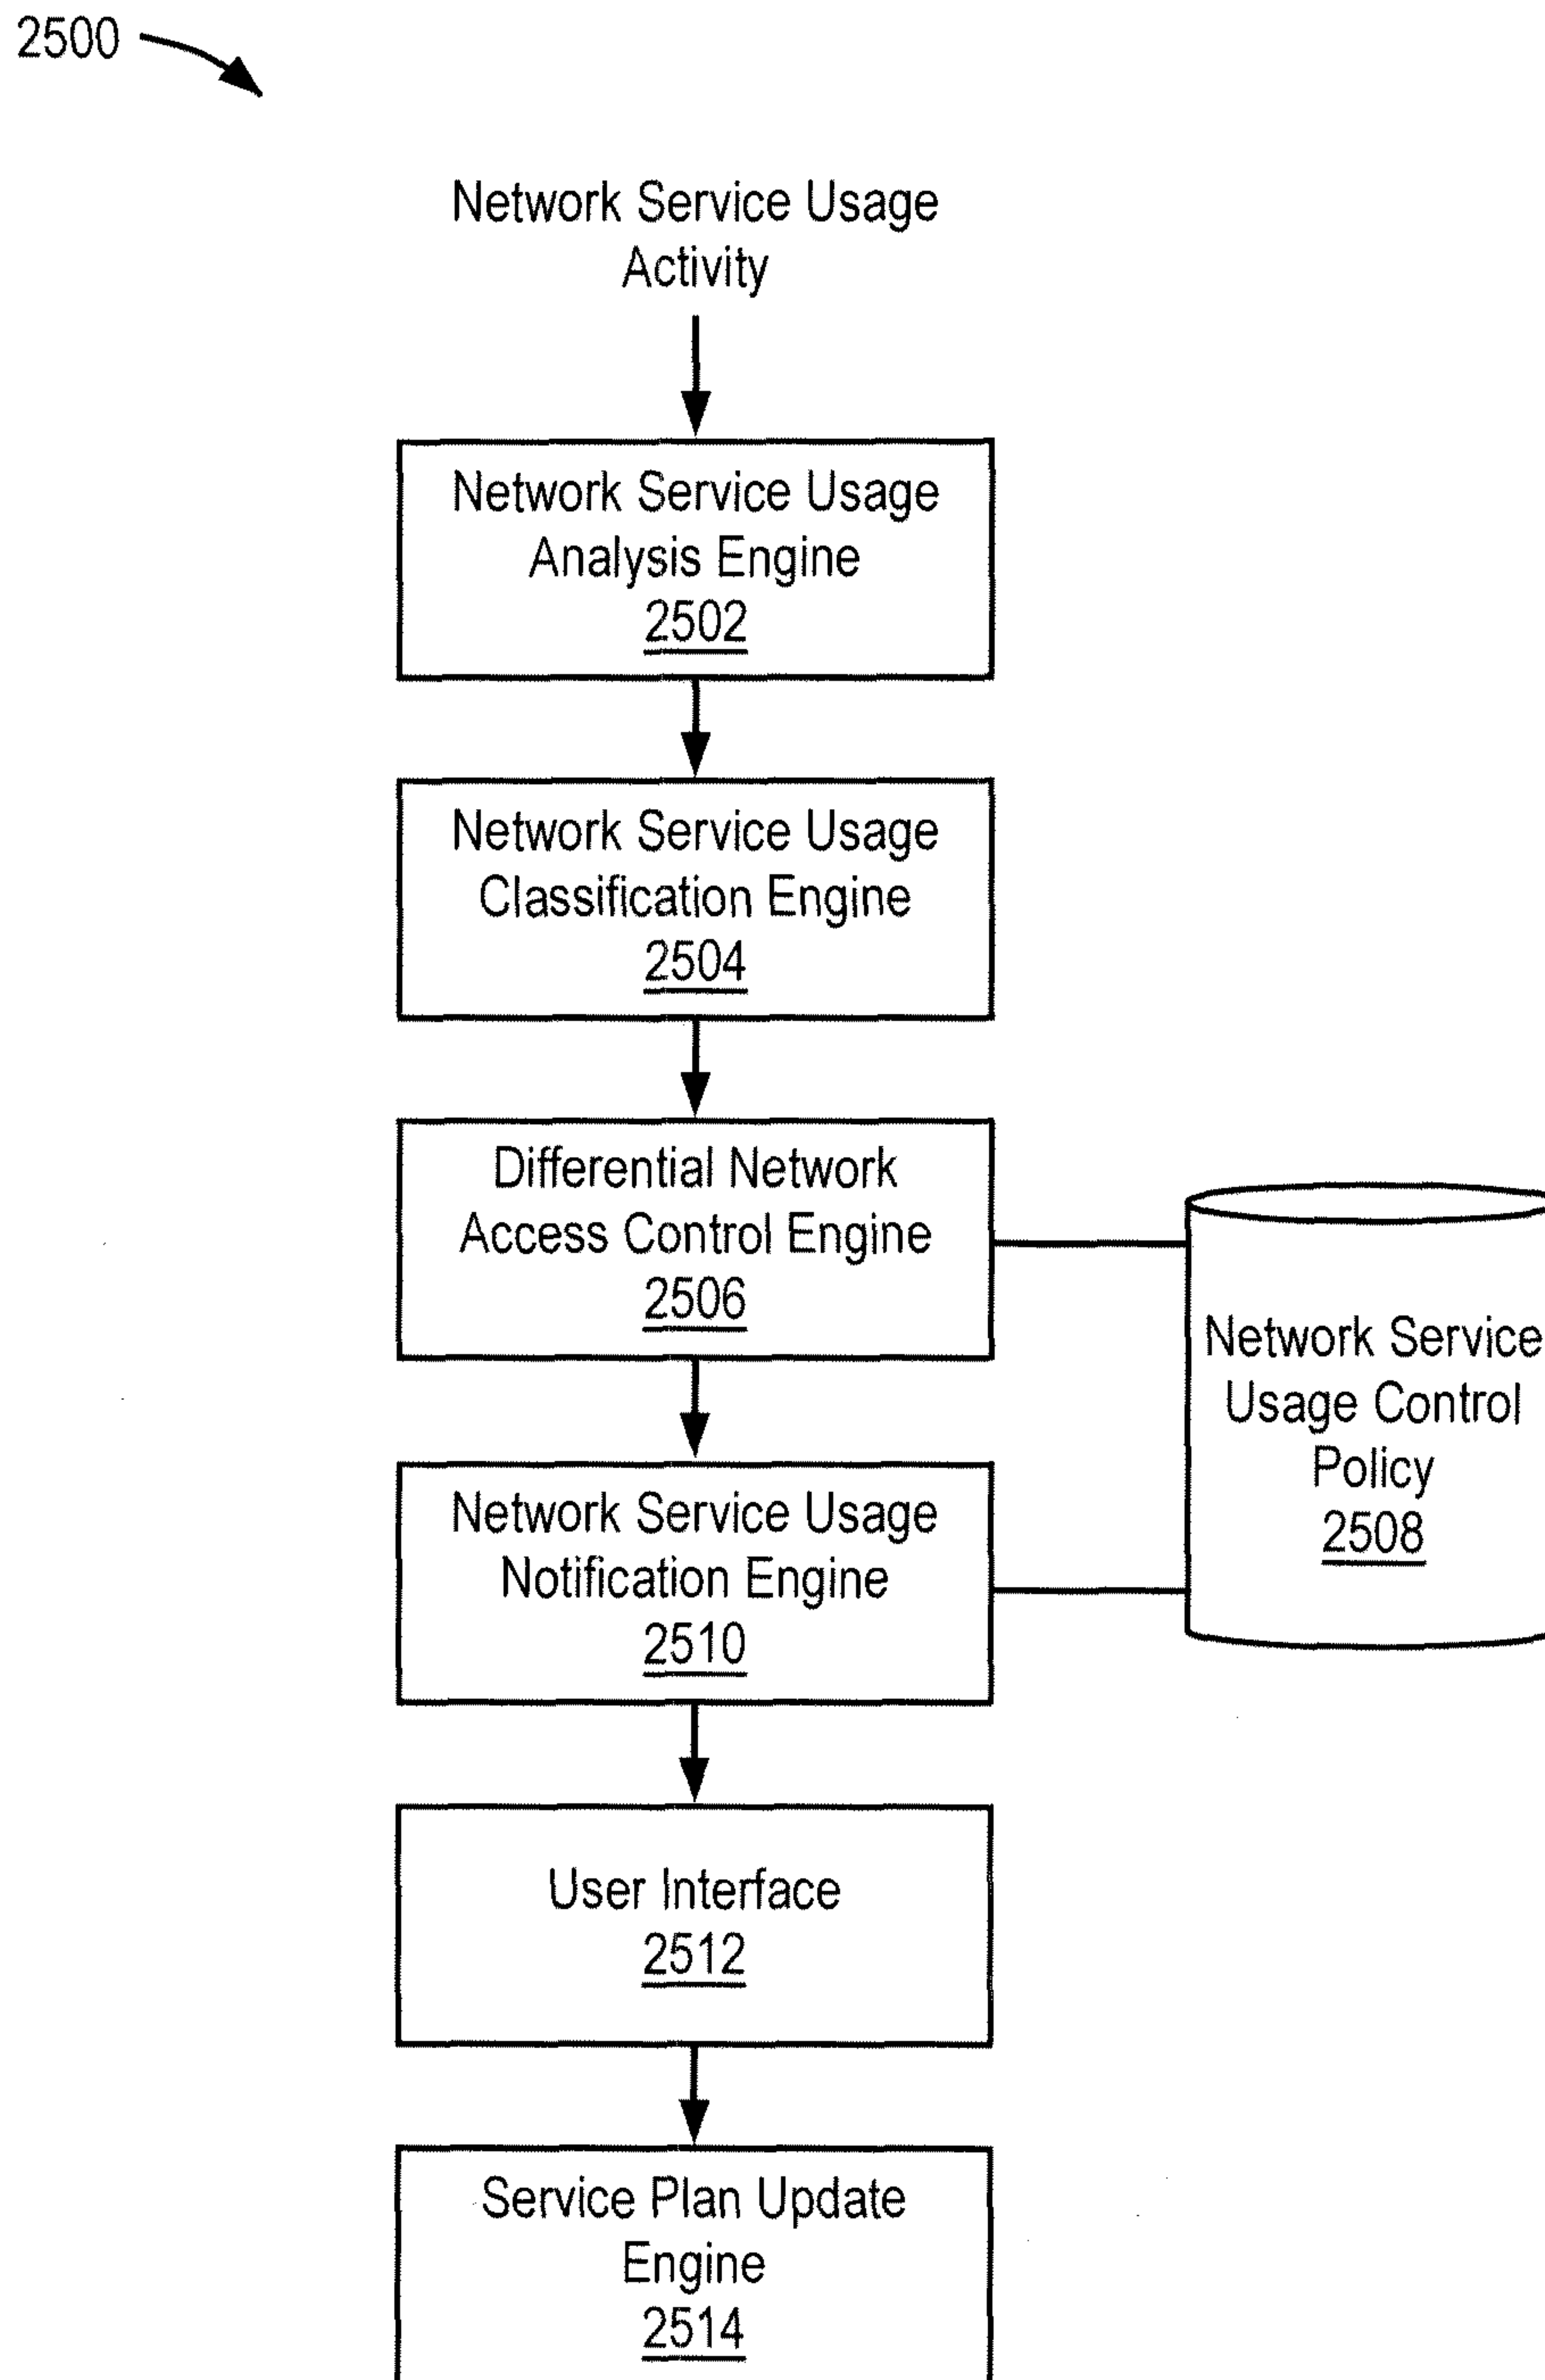 2500
Network Service Usage
Activity
Network Service Usage
Analysis Engine
2502
Network Service Usage
Classification Engine
2504
Differential Network
Access Control Engine
2506
Network Service
Usage Control
Policy
2508
Network Service Usage
Notification Engine
2510
User Interface
2512
Service Plan Update
Engine
2514